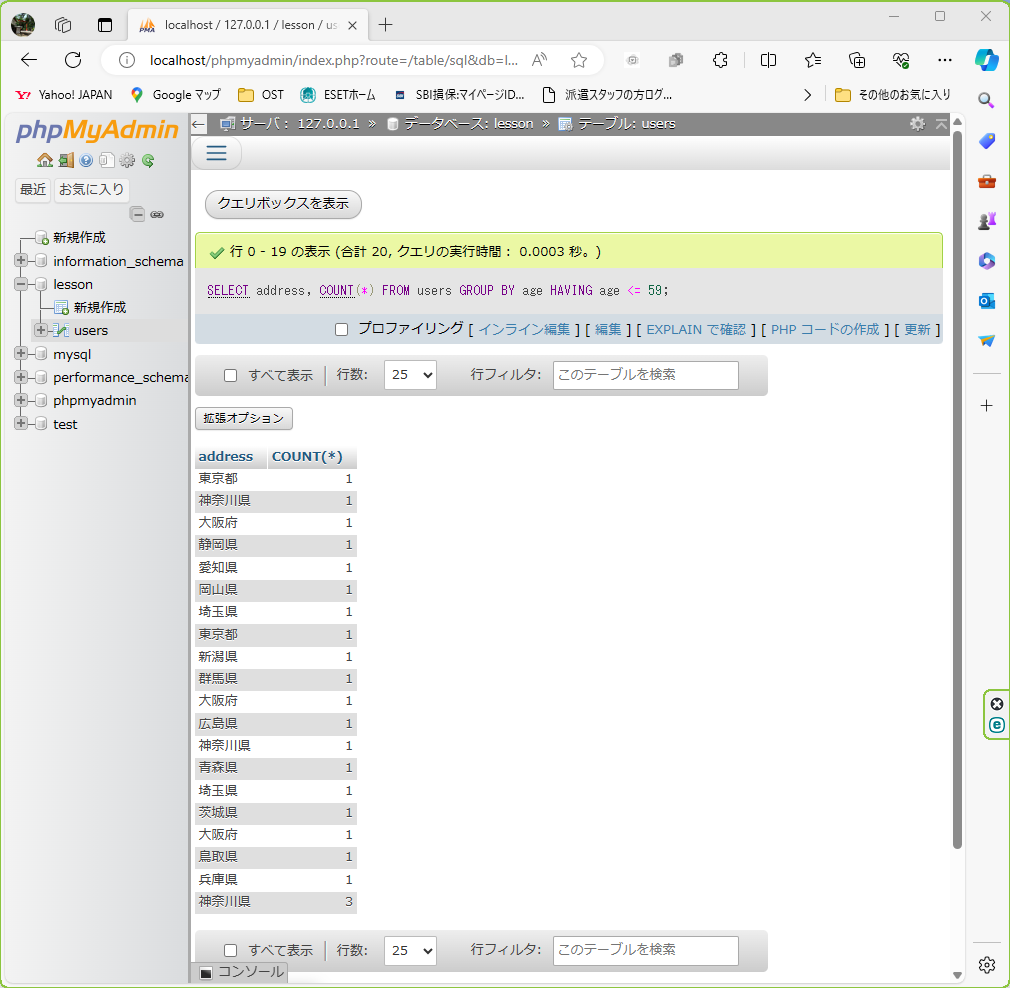 localhost / 127.0.0.1 / lesson / us
localhost/phpmyadmin/index.php?route=/table/sql&db=l...
Yahoo! JAPAN
Google マップ
OST
ESETホーム
SBI損保:マイページID...
派遣スタッフの方ログ...
その他のお気に入り
phpMyAdmin
最近
お気に入り
新規作成
information_schema
lesson
新規作成
users
mysql
performance_schema
phpmyadmin
test
サーバ: 127.0.0.1 » データベース: lesson » テーブル: users
クエリボックスを表示
行 0 - 19 の表示 (合計 20, クエリの実行時間: 0.0003 秒。)
SELECT address, COUNT(*) FROM users GROUP BY age HAVING age <= 59;
プロファイリング [ インライン編集 ] [ 編集 ] [ EXPLAIN で確認 ] [ PHP コードの作成 ] [ 更新 ]
すべて表示 行数: 25 行フィルタ: このテーブルを検索
拡張オプション
address COUNT(*)
東京都 1
神奈川県 1
大阪府 1
静岡県 1
愛知県 1
岡山県 1
埼玉県 1
東京都 1
新潟県 1
群馬県 1
大阪府 1
広島県 1
神奈川県 1
青森県 1
埼玉県 1
茨城県 1
大阪府 1
鳥取県 1
兵庫県 1
神奈川県 3
すべて表示 行数: 25 行フィルタ: このテーブルを検索
コンソール